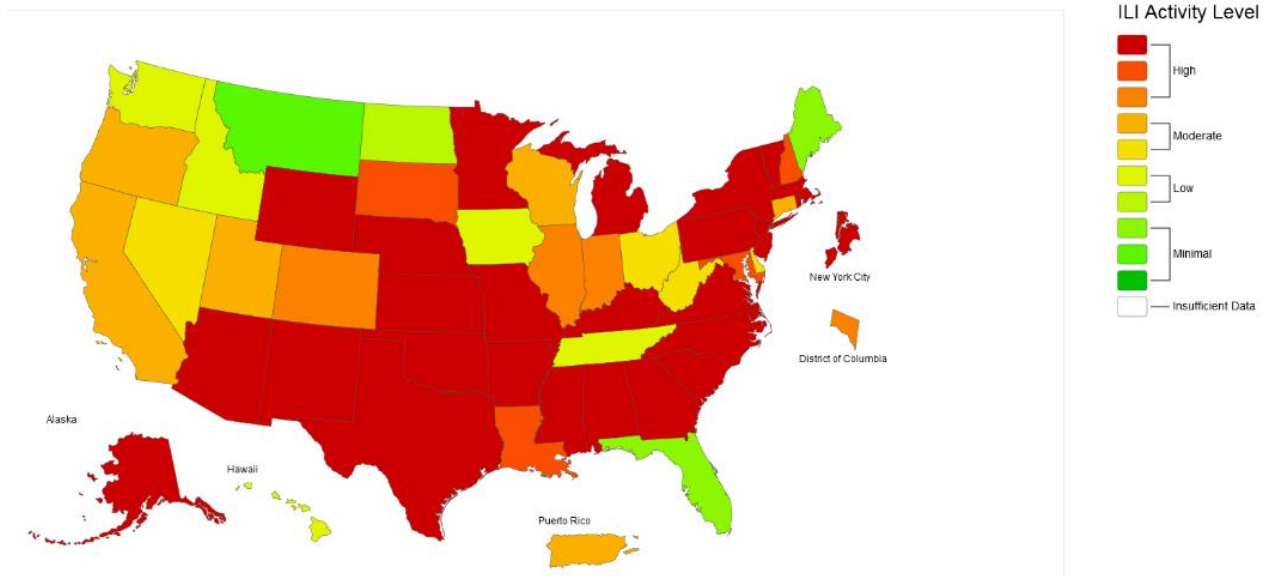 ILI Activity Level
High
Moderate
Low
Minimal
Insufficient Data
New York City
District of Columbia
Alaska
Hawaii
Puerto Rico